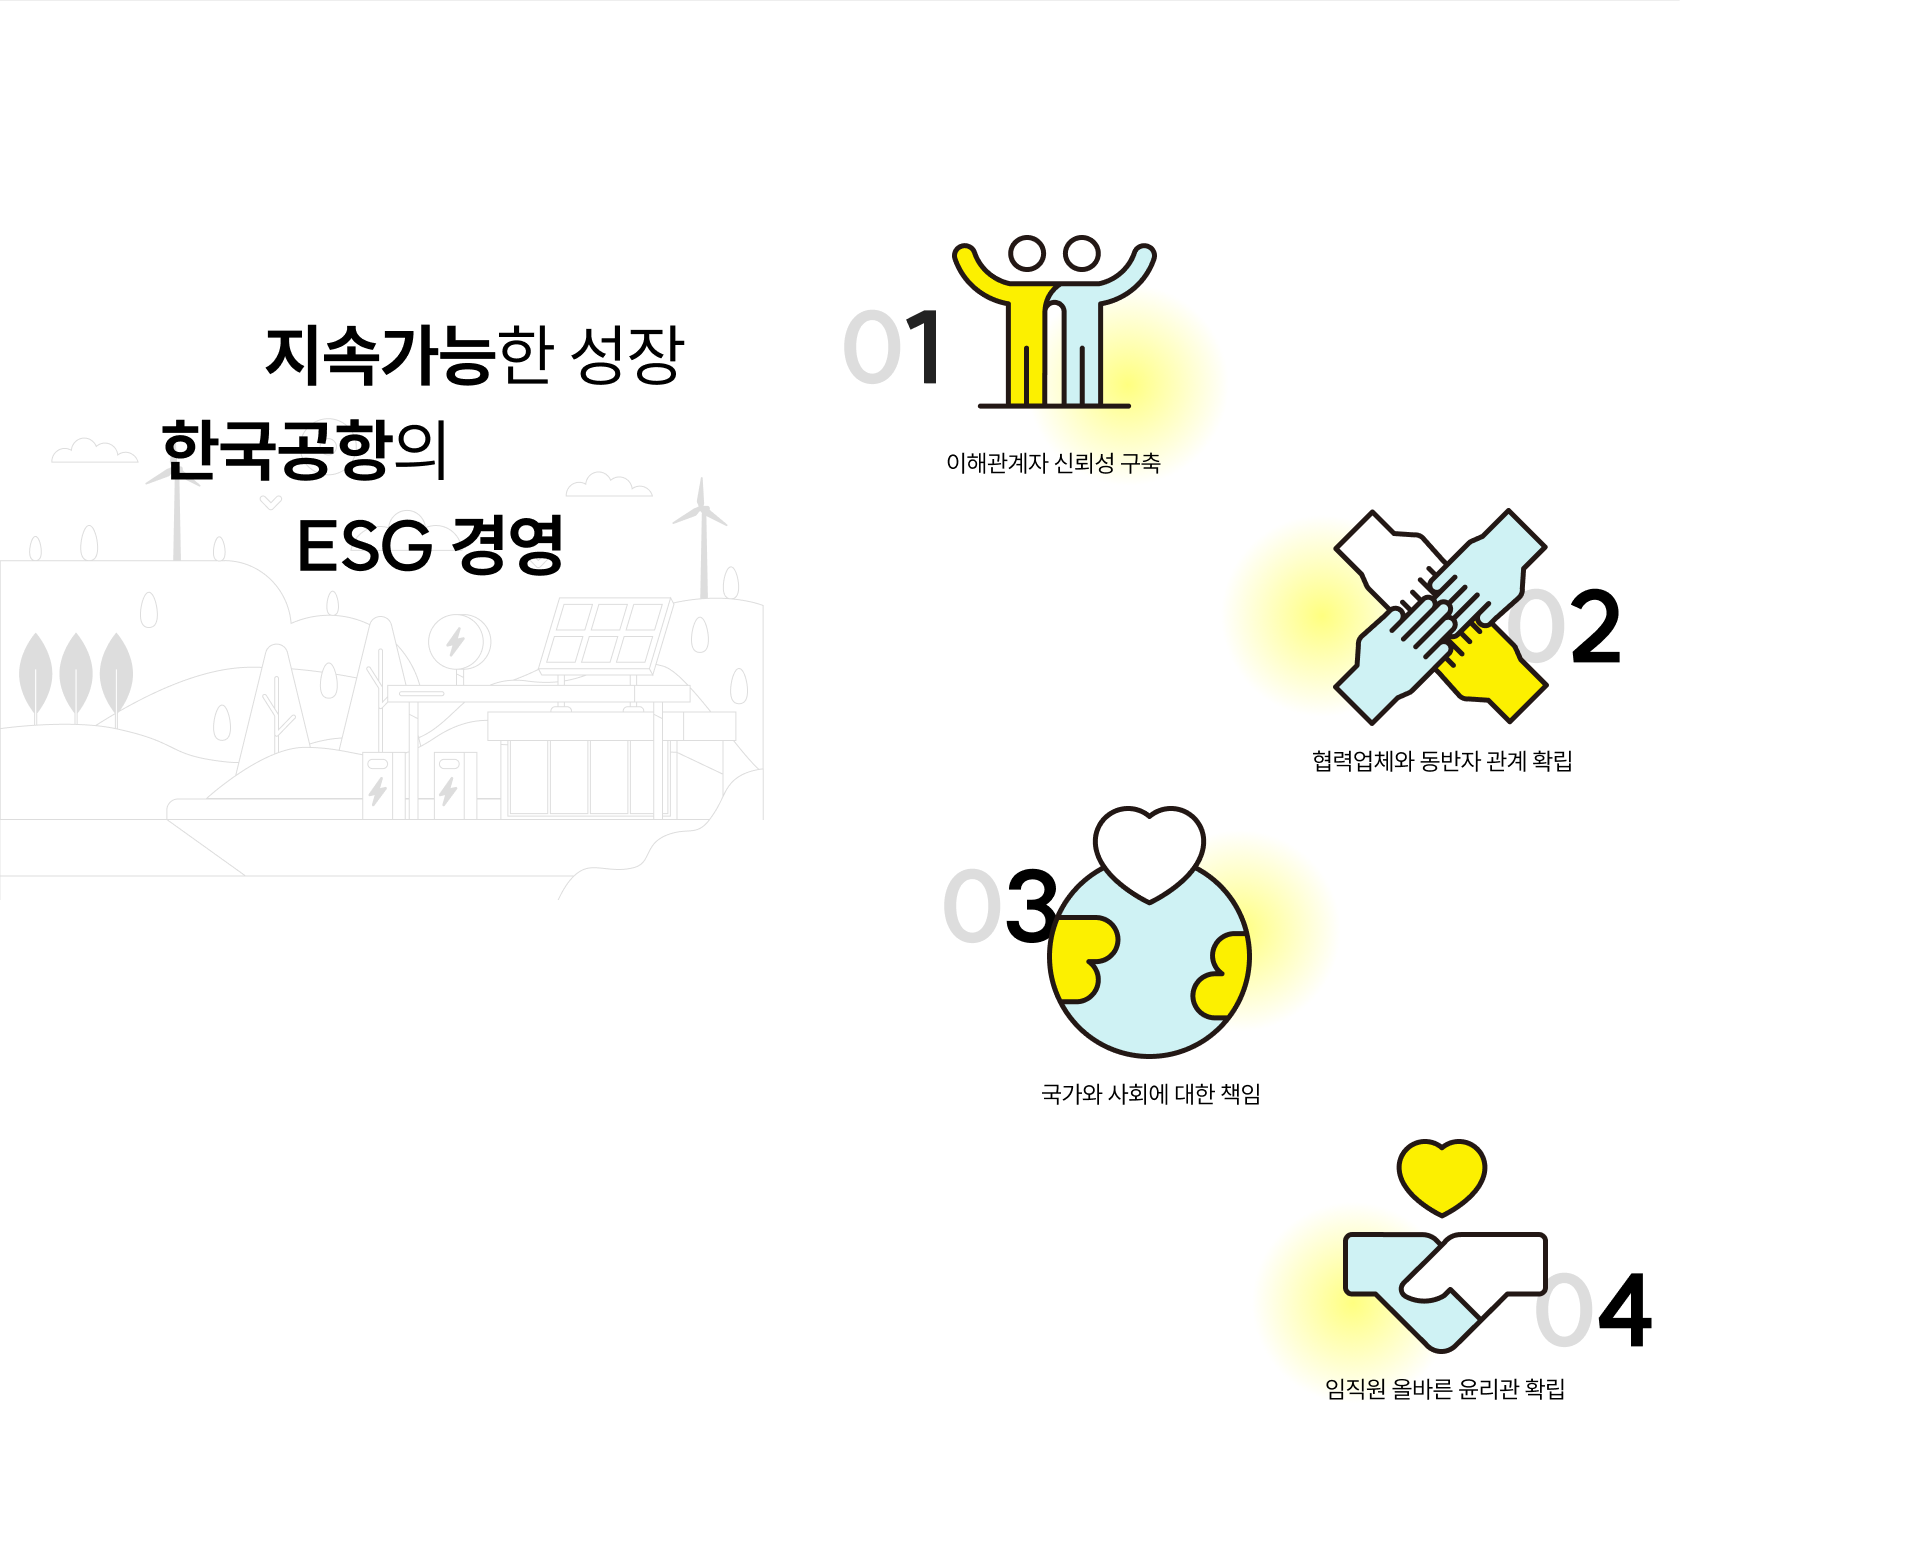 지속가능한 성장
한국공항의
ESG 경영
01
이해관계자 신뢰성 구축
02
협력업체와 동반자 관계 확립
03
국가와 사회에 대한 책임
04
임직원 올바른 윤리관 확립